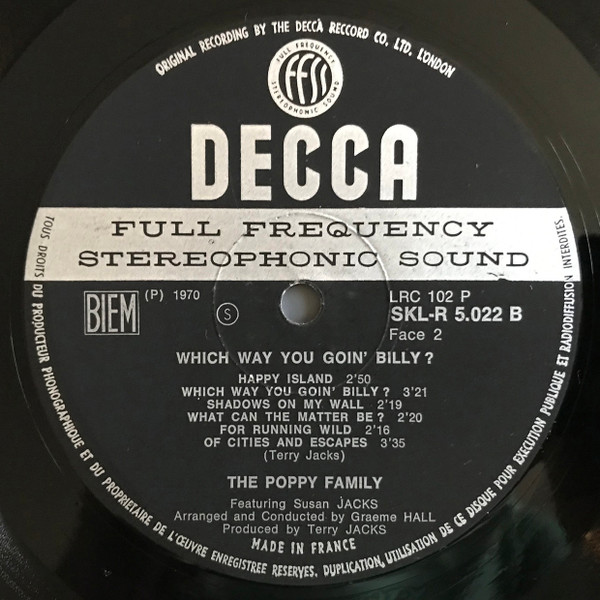 ORIGINAL RECORDING BY THE DECCÀ RECCORD CO. LTD. L'ONDON
FULL FREQUENCY
FFSS
STEREOPHONIC SOUND
DECCA
FULL FREQUENCY
STEREOPHONIC SOUND
BIEM
(P) 1970
S
LRC 102 P
SKL-R 5.022 B
Face 2
WHICH WAY YOU GOIN' BILLY ?
HAPPY ISLAND 2'50
WHICH WAY YOU GOIN' BILLY ? 3'21
SHADOWS ON MY WALL 2'19
WHAT CAN THE MATTER BE ? 2'20
FOR RUNNING WILD 2'16
OF CITIES AND ESCAPES 3'35
(Terry Jacks)
THE POPPY FAMILY
Featuring Susan JACKS
Arranged and Conducted by Graeme HALL
Produced by Terry JACKS
MADE IN FRANCE
TOUS DROITS DU PRODUCTEUR PHONOGRAPHIQUE ET DU PROPRIETAIRE DE L'ŒUVRE ENREGISTREE RESERVES. DUPLICATION, UTILISATION DE CE DISQUE POUR EXECUTION PUBLIQUE ET RADIODIFFUSION INTERDITES.